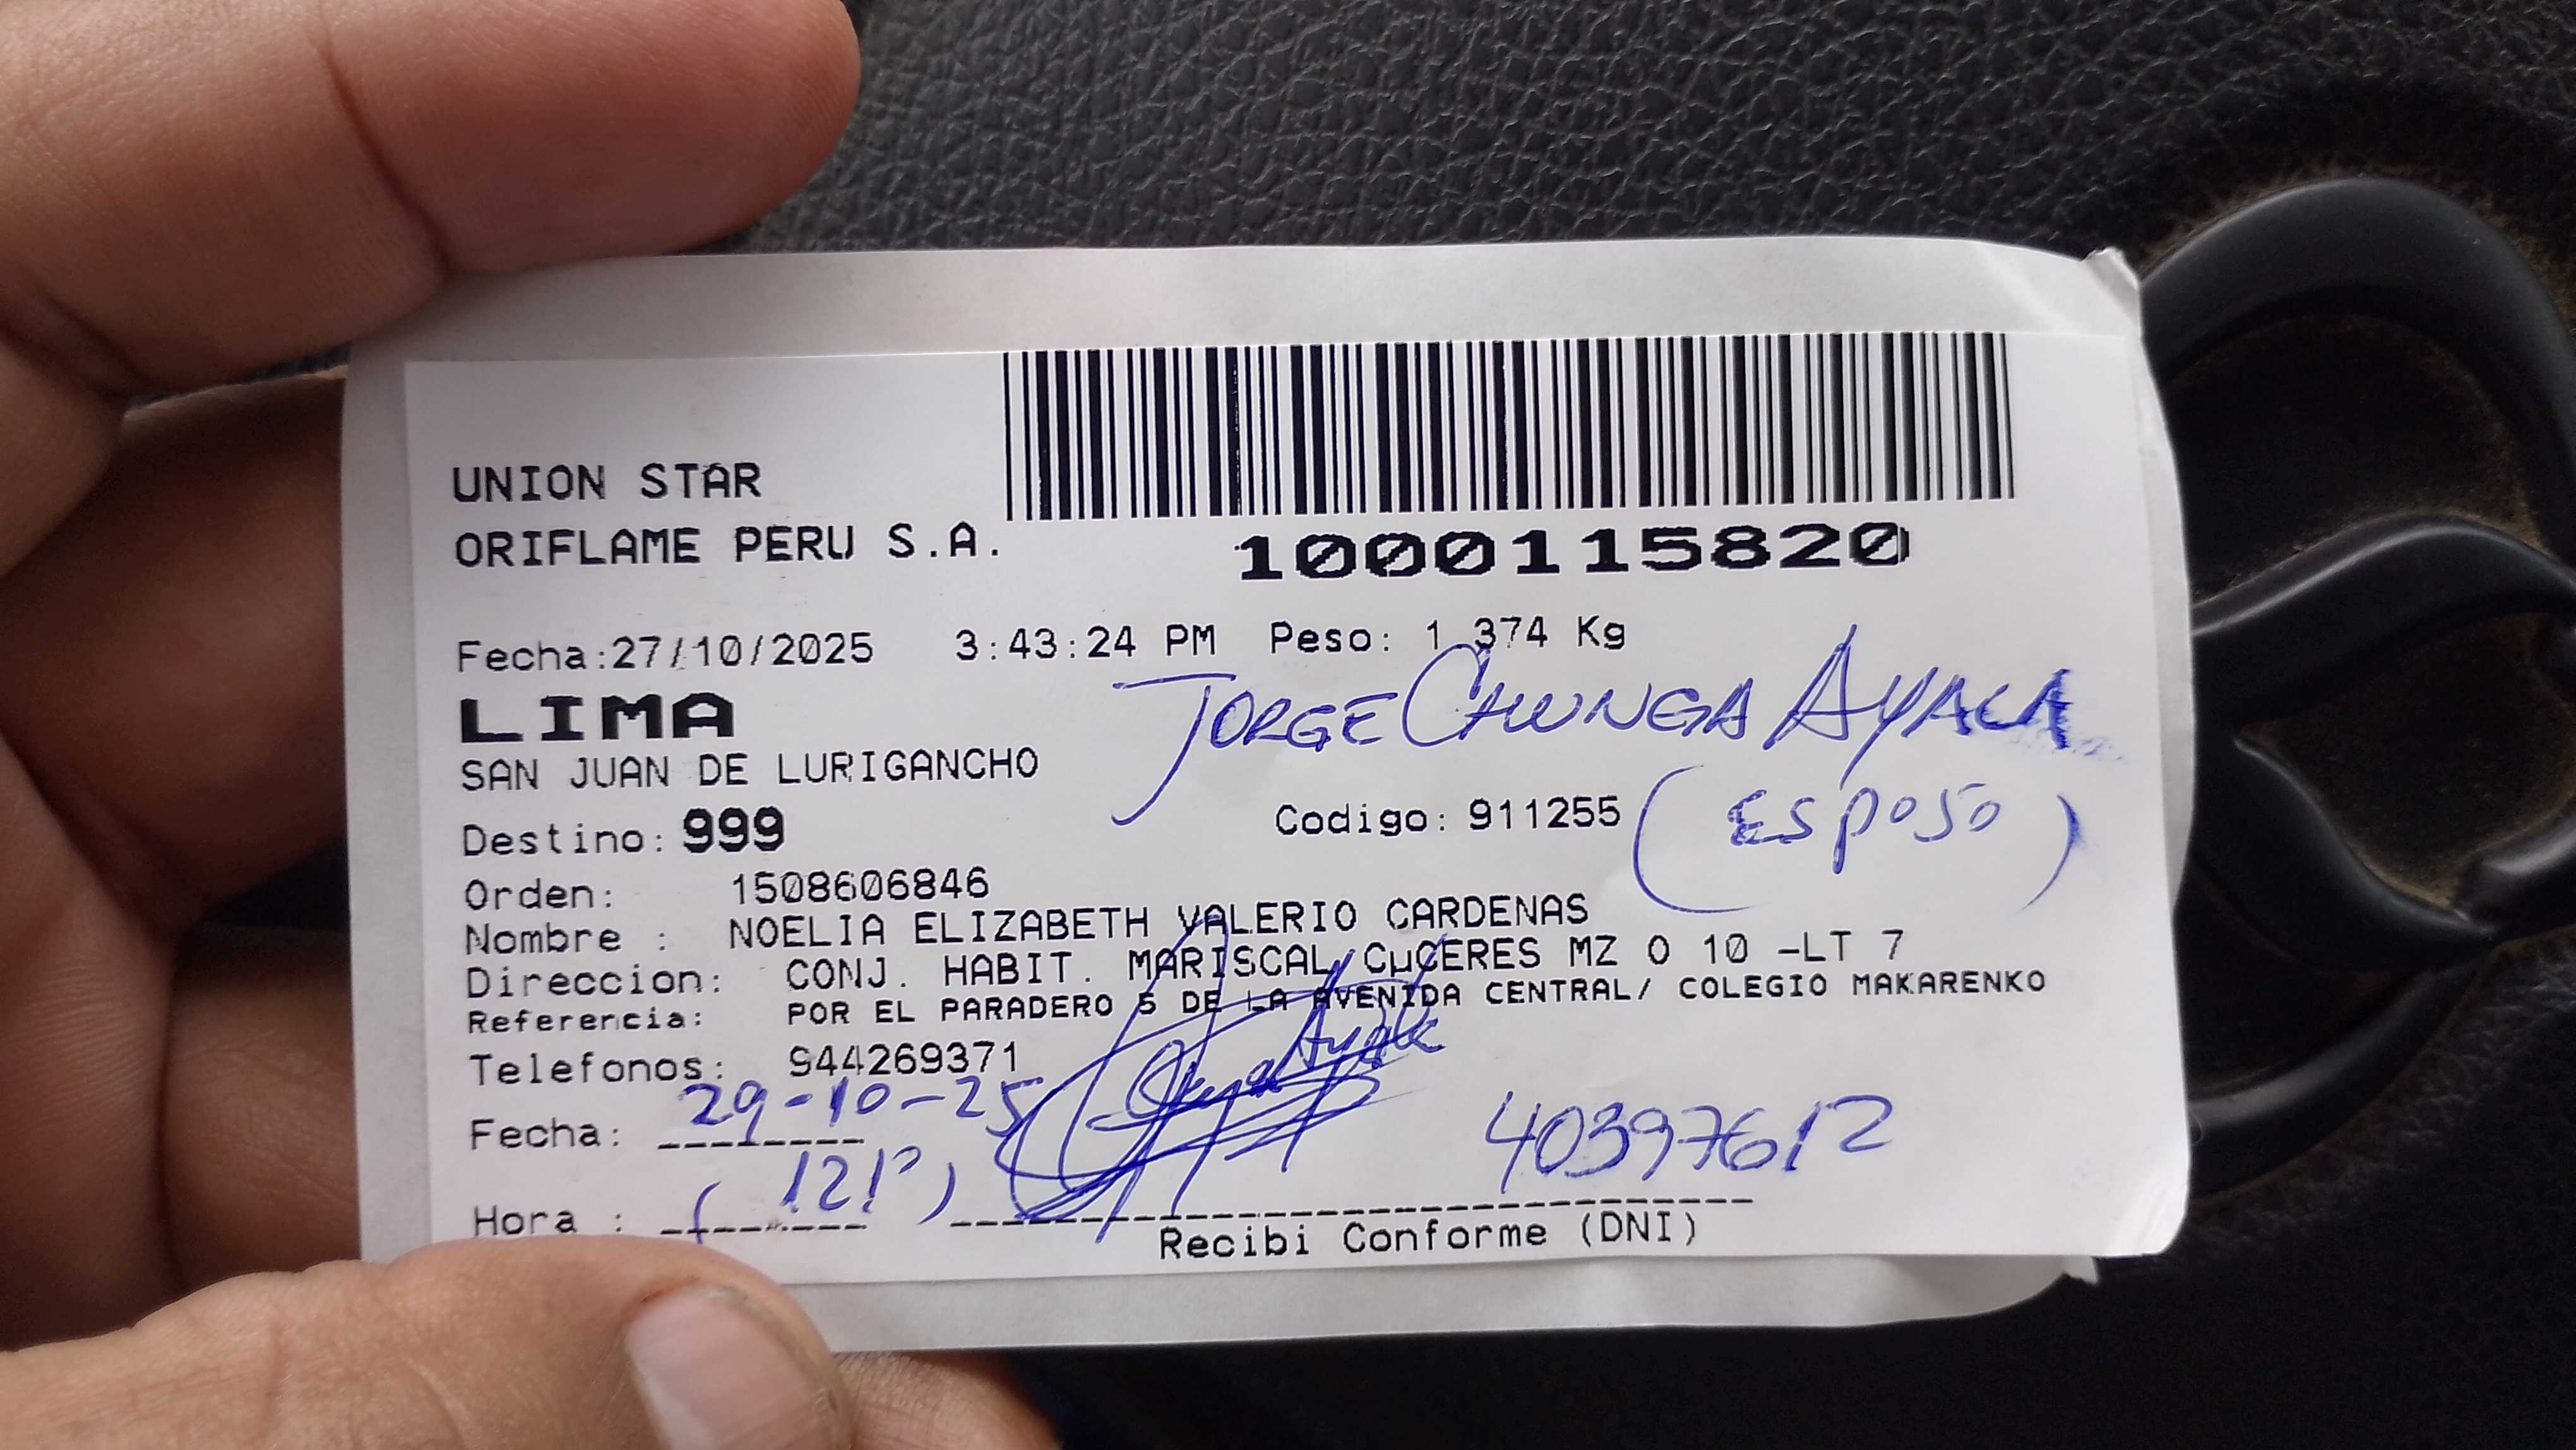 UNION STAR
ORIFLAME PERU S.A.
1000115820
Fecha:27/10/2025 3:43:24 PM Peso: 1 374 Kg
LIMA
JORGE CHUNGA AYALA
SAN JUAN DE LURIGANCHO
Destino: 999 Codigo: 911255 (ESPOSO)
Orden: 1508606846
Nombre : NOELIA ELIZABETH VALERIO CARDENAS
Direccion: CONJ. HABIT. MARISCAL CµCERES MZ O 10 -LT 7
Referencia: POR EL PARADERO 5 DE LA AVENIDA CENTRAL/ COLEGIO MAKARENKO
Telefonos: 944269371
Fecha: 29-10-25
40397612
Hora : (12 P)
Recibi Conforme (DNI)